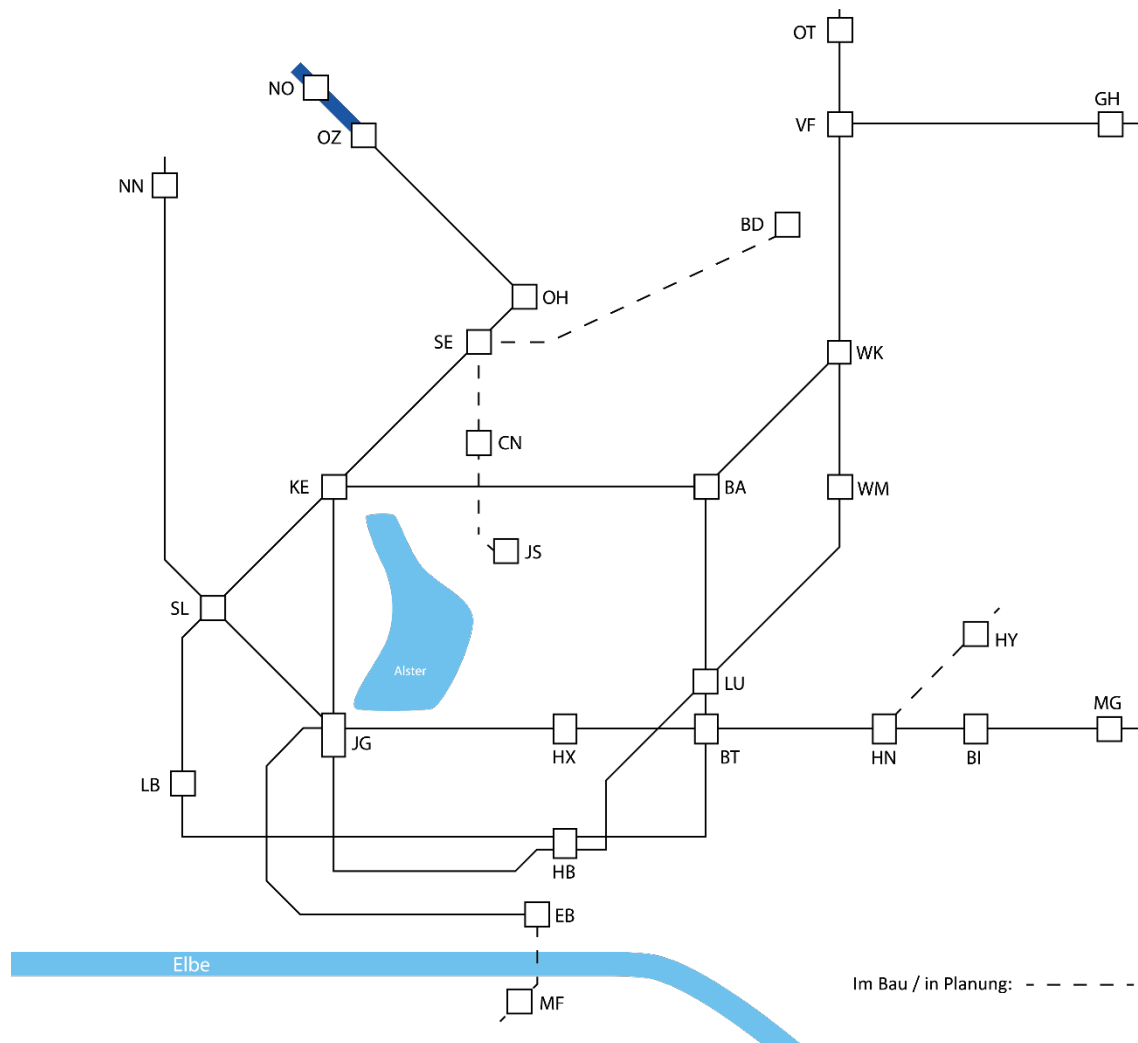 OT
NO
GH
OZ
VF
NN
BD
OH
SE
WK
CN
KE
BA
WM
JS
SL
HY
Alster
LU
MG
JG
HX
BT
HN
BI
LB
HB
EB
Elbe
Im Bau / in Planung:
MF